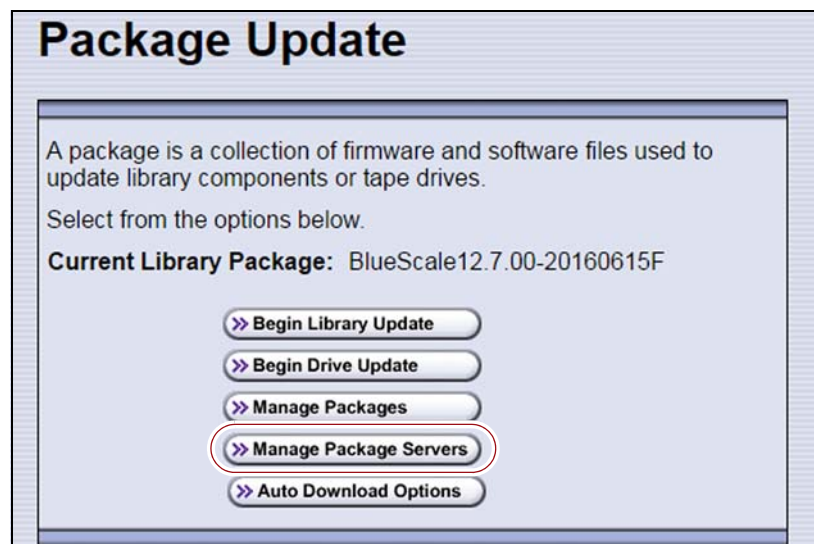 Package Update
A package is a collection of firmware and software files used to
update library components or tape drives.
Select from the options below.
Current Library Package: BlueScale12.7.00-20160615F
Begin Library Update
Begin Drive Update
Manage Packages
Manage Package Servers
Auto Download Options